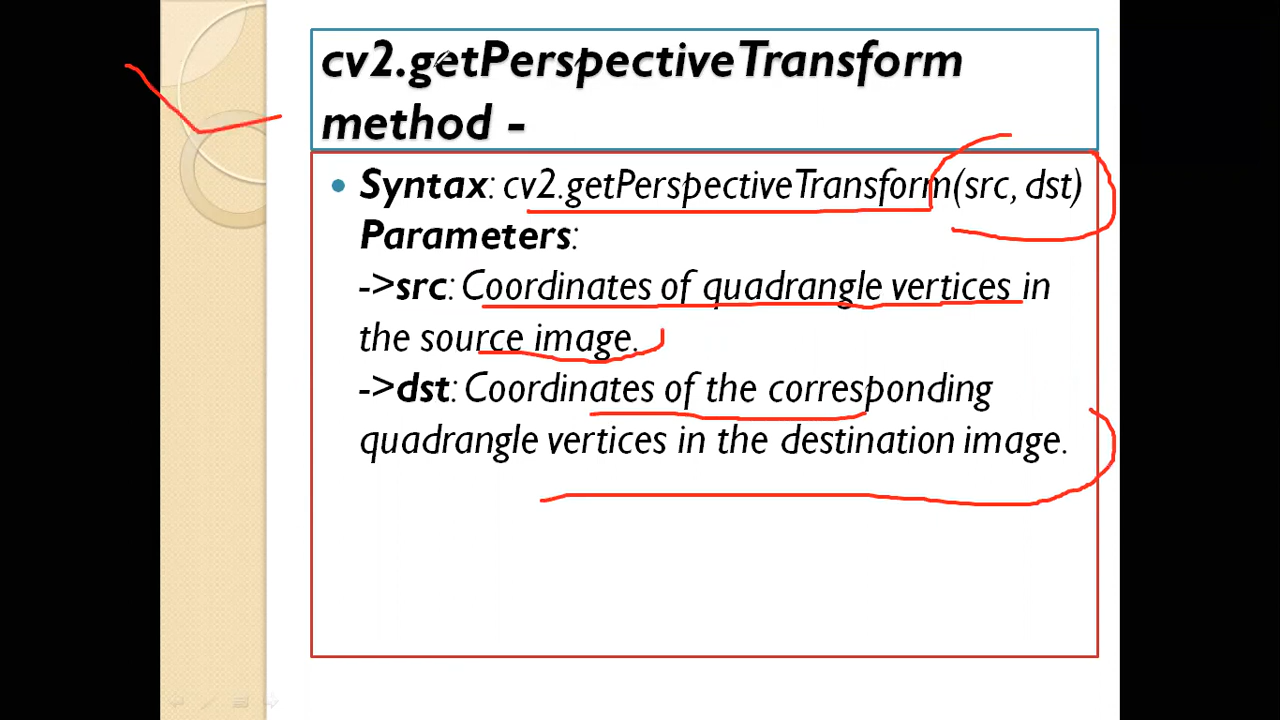 cv2.getPerspectiveTransform
method -
Syntax: cv2.getPerspectiveTransform(src, dst)
Parameters:
->src: Coordinates of quadrangle vertices in
the source image.
->dst: Coordinates of the corresponding
quadrangle vertices in the destination image.